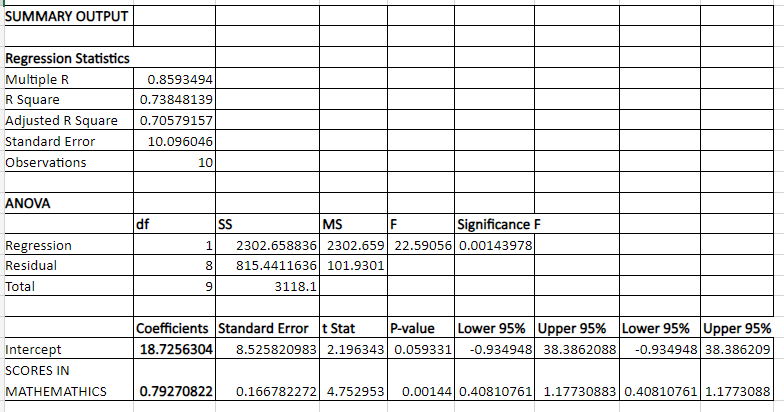 SUMMARY OUTPUT
Regression Statistics
Multiple R 0.8593494
R Square 0.73848139
Adjusted R Square 0.70579157
Standard Error 10.096046
Observations 10
ANOVA
df SS MS F Significance F
Regression 1 2302.658836 2302.659 22.59056 0.00143978
Residual 8 815.4411636 101.9301
Total 9 3118.1
Coefficients Standard Error t Stat P-value Lower 95% Upper 95% Lower 95% Upper 95%
Intercept 18.7256304 8.525820983 2.196343 0.059331 -0.934948 38.3862088 -0.934948 38.386209
SCORES IN
MATHEMATHICS 0.79270822 0.166782272 4.752953 0.00144 0.40810761 1.17730883 0.40810761 1.1773088